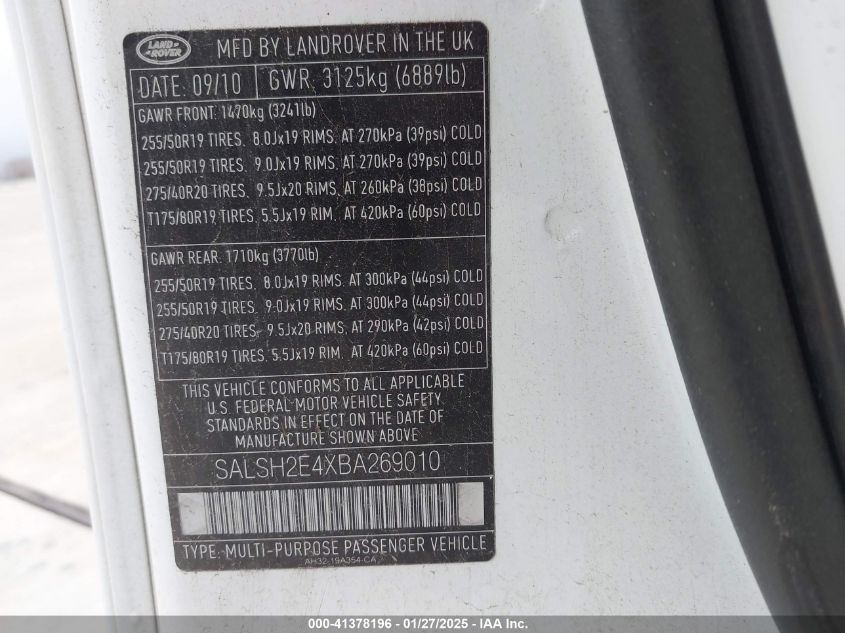 LAND
ROVER
MFD BY LANDROVER IN THE UK
DATE: 09/10 GWR: 3125kg (6889lb)
GAWR FRONT: 1470kg (3241lb)
255/50R19 TIRES, 8.0Jx19 RIMS, AT 270kPa (39psi) COLD
255/50R19 TIRES, 9.0Jx19 RIMS, AT 270kPa (39psi) COLD
275/40R20 TIRES, 9.5Jx20 RIMS, AT 260kPa (38psi) COLD
T175/80R19 TIRES, 5.5Jx19 RIM, AT 420kPa (60psi) COLD
GAWR REAR: 1710kg (3770lb)
255/50R19 TIRES, 8.0Jx19 RIMS, AT 300kPa (44psi) COLD
255/50R19 TIRES, 9.0Jx19 RIMS, AT 300kPa (44psi) COLD
275/40R20 TIRES, 9.5Jx20 RIMS, AT 290kPa (42psi) COLD
T175/80R19 TIRES, 5.5Jx19 RIM, AT 420kPa (60psi) COLD
THIS VEHICLE CONFORMS TO ALL APPLICABLE
U.S. FEDERAL MOTOR VEHICLE SAFETY
STANDARDS IN EFFECT ON THE DATE OF
MANUFACTURE SHOWN ABOVE
SALSH2E4XBA269010
TYPE: MULTI-PURPOSE PASSENGER VEHICLE
AH32-19A354-CA
000-41378196 - 01/27/2025 - IAAI.com